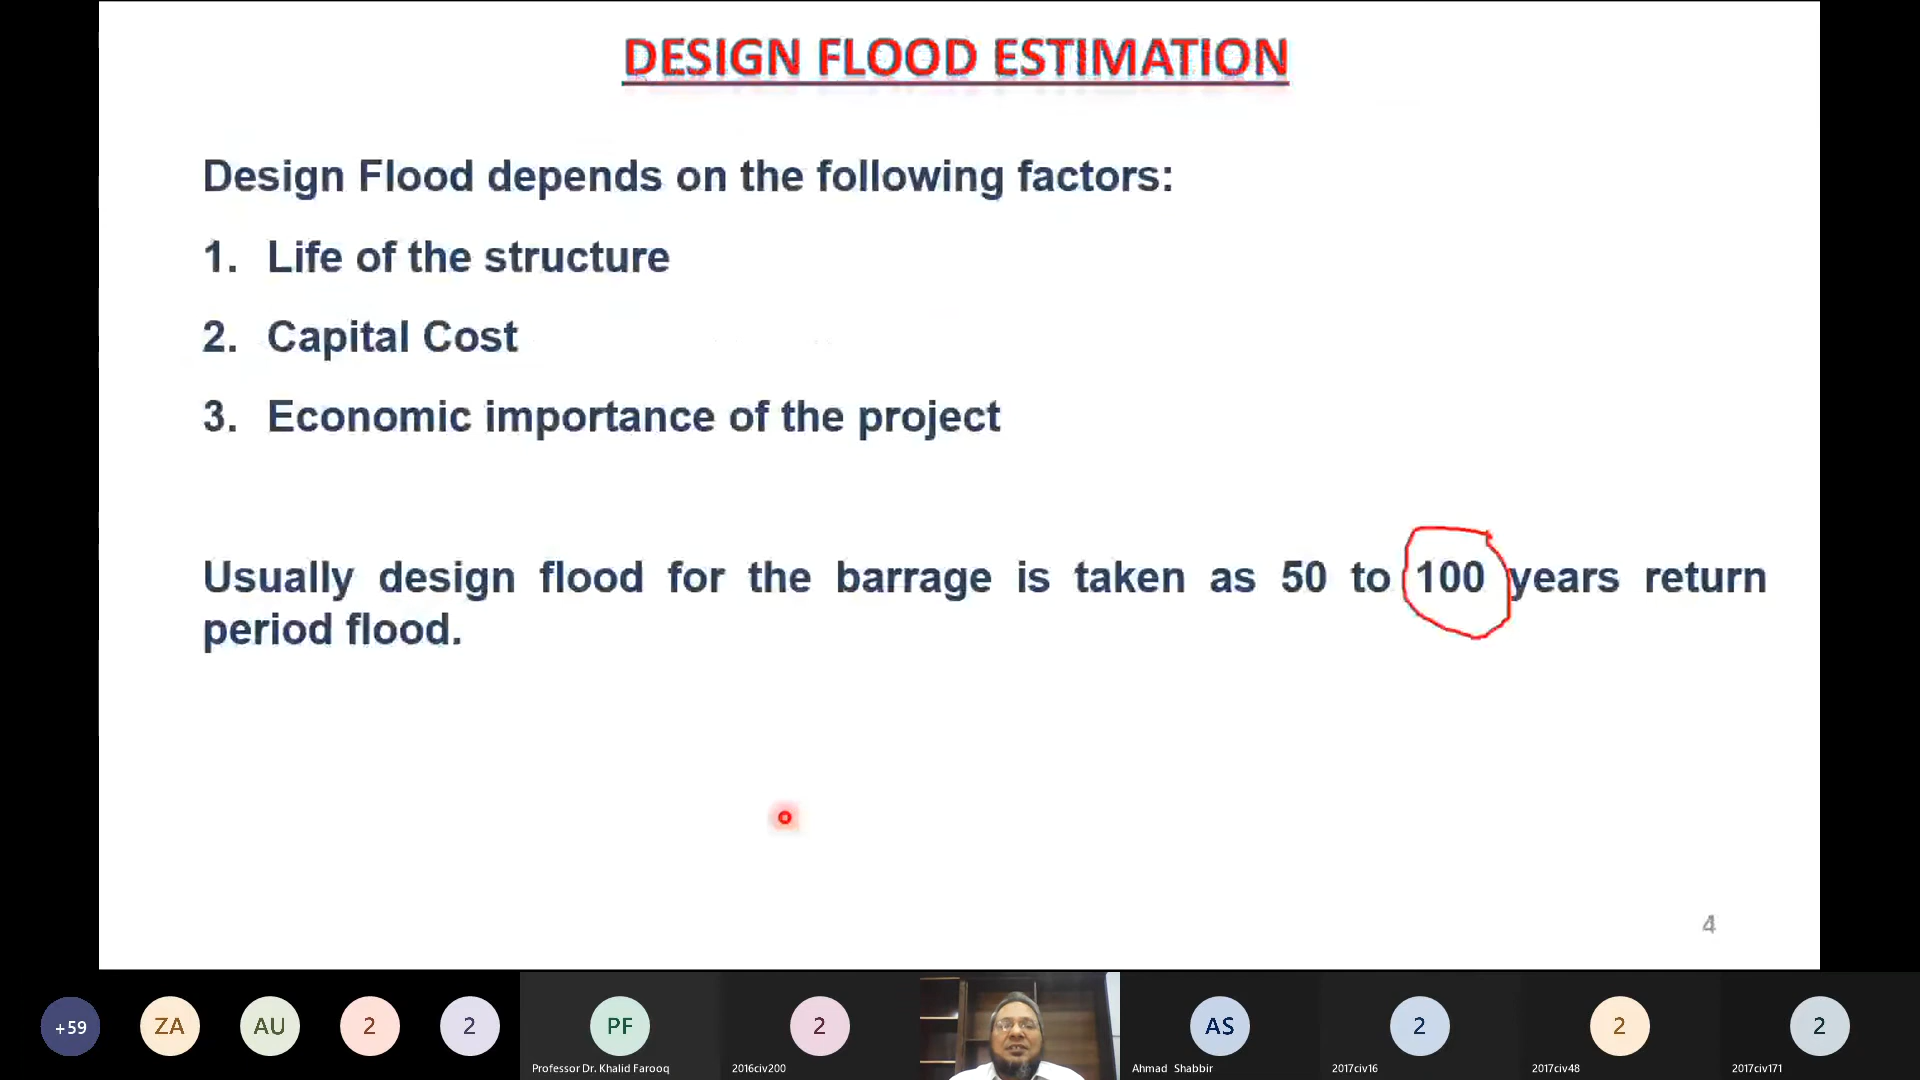 DESIGN FLOOD ESTIMATION
Design Flood depends on the following factors:
1. Life of the structure
2. Capital Cost
3. Economic importance of the project
Usually design flood for the barrage is taken as 50 to 100 years return
period flood.
4
+59
ZA
AU
2
2
PF
2
AS
2
2
2
Professor Dr. Khalid Farooq
2016civ200
Ahmad Shabbir
2017civ16
2017civ48
2017civ171